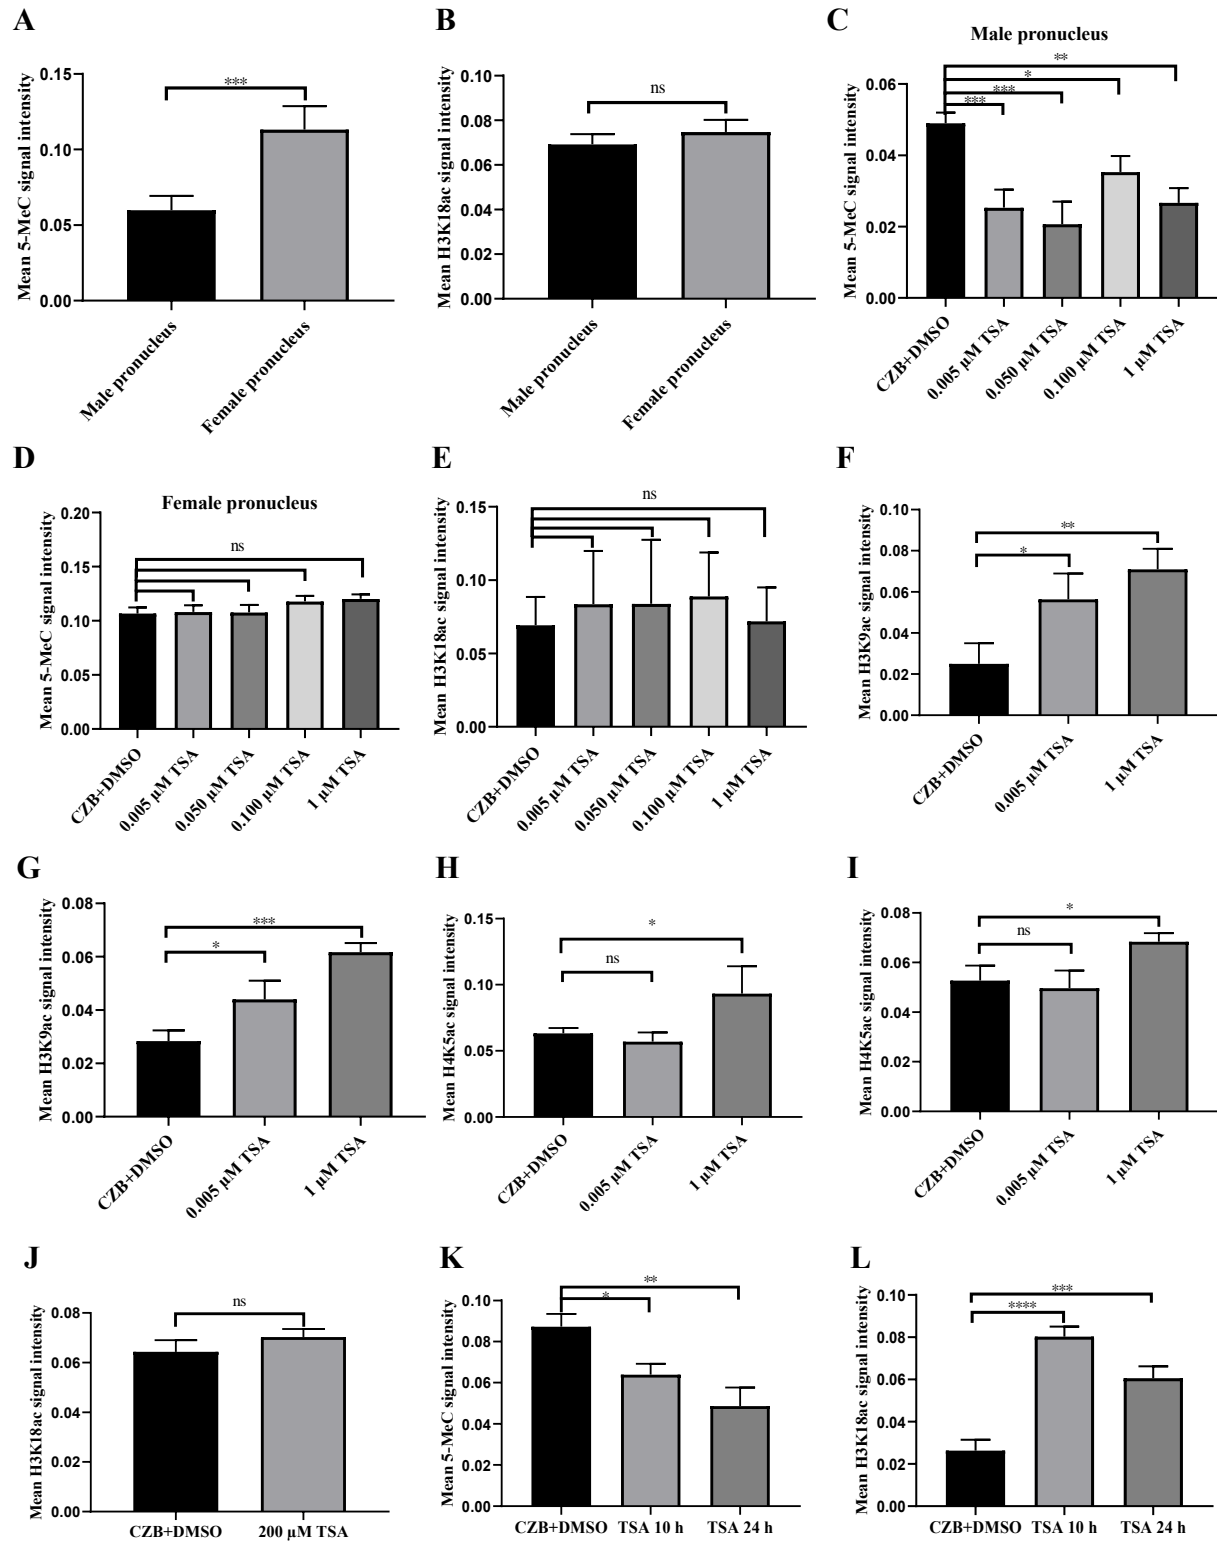 A
Mean 5-MeC signal intensity
0.15
0.10
0.05
0.00
***
Male pronucleus
Female pronucleus
B
Mean H3K18ac signal intensity
0.10
0.08
0.06
0.04
0.02
0.00
ns
Male pronucleus
Female pronucleus
C
Male pronucleus
Mean 5-MeC signal intensity
0.06
0.04
0.02
0.00
**
*
***
***
CZB+DMSO
0.005 µM TSA
0.050 µM TSA
0.100 µM TSA
1 µM TSA
D
Female pronucleus
Mean 5-MeC signal intensity
0.20
0.15
0.10
0.05
0.00
ns
CZB+DMSO
0.005 µM TSA
0.050 µM TSA
0.100 µM TSA
1 µM TSA
E
Mean H3K18ac signal intensity
0.15
0.10
0.05
0.00
ns
CZB+DMSO
0.005 µM TSA
0.050 µM TSA
0.100 µM TSA
1 µM TSA
F
Mean H3K9ac signal intensity
0.10
0.08
0.06
0.04
0.02
0.00
**
*
CZB+DMSO
0.005 µM TSA
1 µM TSA
G
Mean H3K9ac signal intensity
0.08
0.06
0.04
0.02
0.00
***
*
CZB+DMSO
0.005 µM TSA
1 µM TSA
H
Mean H4K5ac signal intensity
0.15
0.10
0.05
0.00
*
ns
CZB+DMSO
0.005 µM TSA
1 µM TSA
I
Mean H4K5ac signal intensity
0.08
0.06
0.04
0.02
0.00
*
ns
CZB+DMSO
0.005 µM TSA
1 µM TSA
J
Mean H3K18ac signal intensity
0.08
0.06
0.04
0.02
0.00
ns
CZB+DMSO
200 µM TSA
K
Mean 5-MeC signal intensity
0.10
0.08
0.06
0.04
0.02
0.00
**
*
CZB+DMSO
TSA 10 h
TSA 24 h
L
Mean H3K18ac signal intensity
0.10
0.08
0.06
0.04
0.02
0.00
***
****
CZB+DMSO
TSA 10 h
TSA 24 h